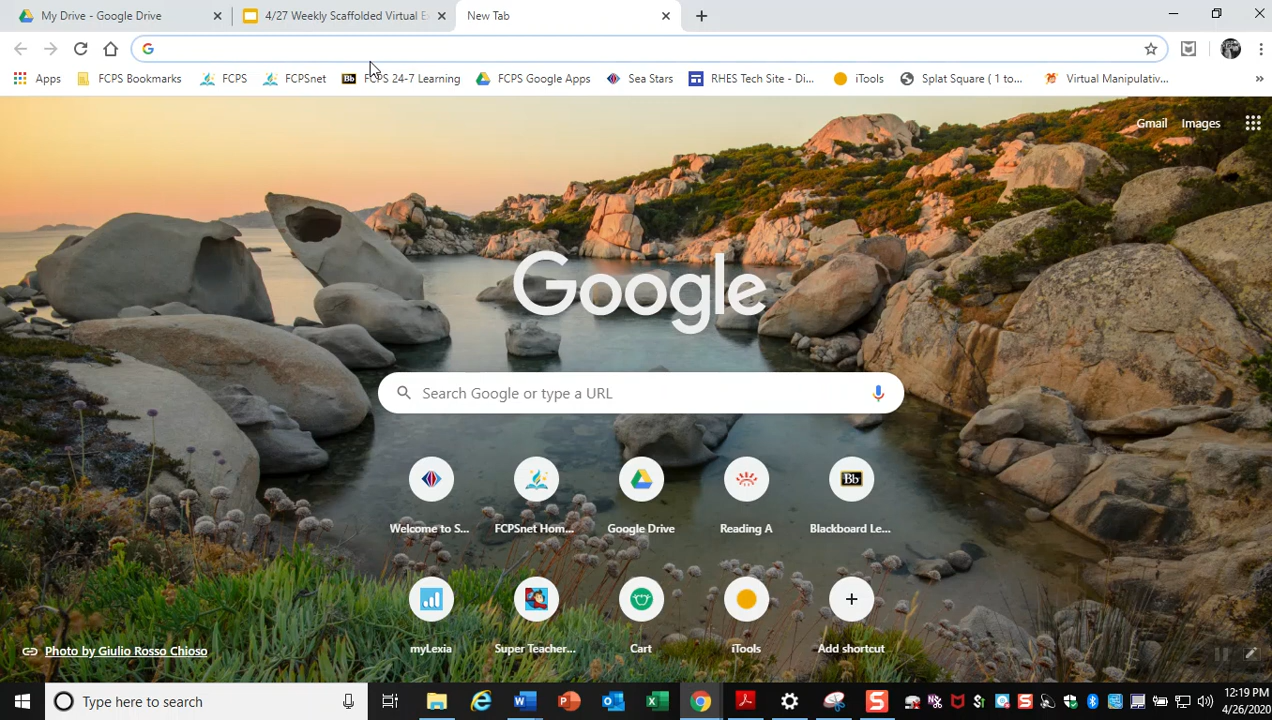 My Drive - Google Drive
4/27 Weekly Scaffolded Virtual E
New Tab
Apps
FCPS Bookmarks
FCPS
FCPSnet
Bb
FCPS 24-7 Learning
FCPS Google Apps
Sea Stars
RHES Tech Site - Di...
iTools
Splat Square ( 1 to...
Virtual Manipulativ...
Gmail
Images
Google
Search Google or type a URL
Welcome to S...
FCPSnet Hom...
Google Drive
Reading A
Bb
Blackboard Le...
myLexia
Super Teacher...
Cart
iTools
Add shortcut
Photo by Giulio Rosso Chioso
Type here to search
12:19 PM
4/26/2020